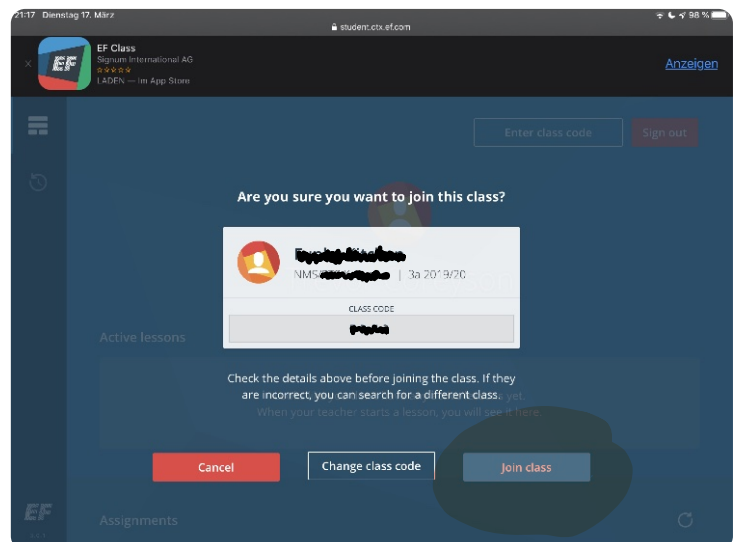 21:17 Dienstag 17. März
98 %
student.ctx.ef.com
EF Class
Signum International AG
LADEN — Im App Store
Anzeigen
EF
Enter class code
Sign out
Are you sure you want to join this class?
NMS | 3a 2019/20
CLASS CODE
Active lessons
Check the details above before joining the class. If they
are incorrect, you can search for a different class.
yet.
When your teacher starts a lesson, you will see it here.
Cancel
Change class code
Join class
EF
Assignments